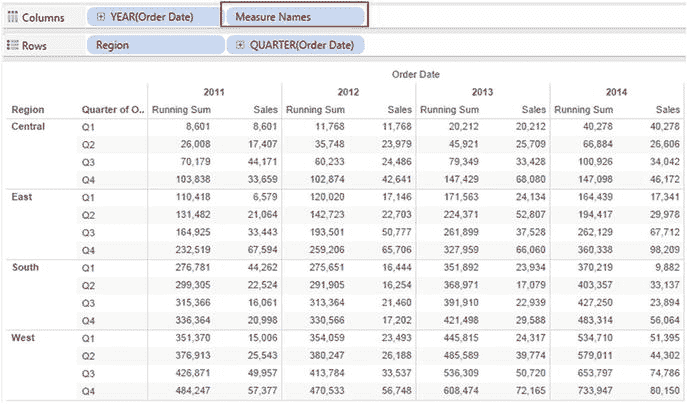 Columns YEAR(Order Date) Measure Names
Rows Region QUARTER(Order Date)
Order Date
2011 2012 2013 2014
Region Quarter of O.. Running Sum Sales Running Sum Sales Running Sum Sales Running Sum Sales
Central Q1 8,601 8,601 11,768 11,768 20,212 20,212 40,278 40,278
Q2 26,008 17,407 35,748 23,979 45,921 25,709 66,884 26,606
Q3 70,179 44,171 60,233 24,486 79,349 33,428 100,926 34,042
Q4 103,838 33,659 102,874 42,641 147,429 68,080 147,098 46,172
East Q1 110,418 6,579 120,020 17,146 171,563 24,134 164,439 17,341
Q2 131,482 21,064 142,723 22,703 224,371 52,807 194,417 29,978
Q3 164,925 33,443 193,501 50,777 261,899 37,528 262,129 67,712
Q4 232,519 67,594 259,206 65,706 327,959 66,060 360,338 98,209
South Q1 276,781 44,262 275,651 16,444 351,892 23,934 370,219 9,882
Q2 299,305 22,524 291,905 16,254 368,971 17,079 403,357 33,137
Q3 315,366 16,061 313,364 21,460 391,910 22,939 427,250 23,894
Q4 336,364 20,998 330,566 17,202 421,498 29,588 483,314 56,064
West Q1 351,370 15,006 354,059 23,493 445,815 24,317 534,710 51,395
Q2 376,913 25,543 380,247 26,188 485,589 39,774 579,011 44,302
Q3 426,871 49,957 413,784 33,537 536,309 50,720 653,797 74,786
Q4 484,247 57,377 470,533 56,748 608,474 72,165 733,947 80,150